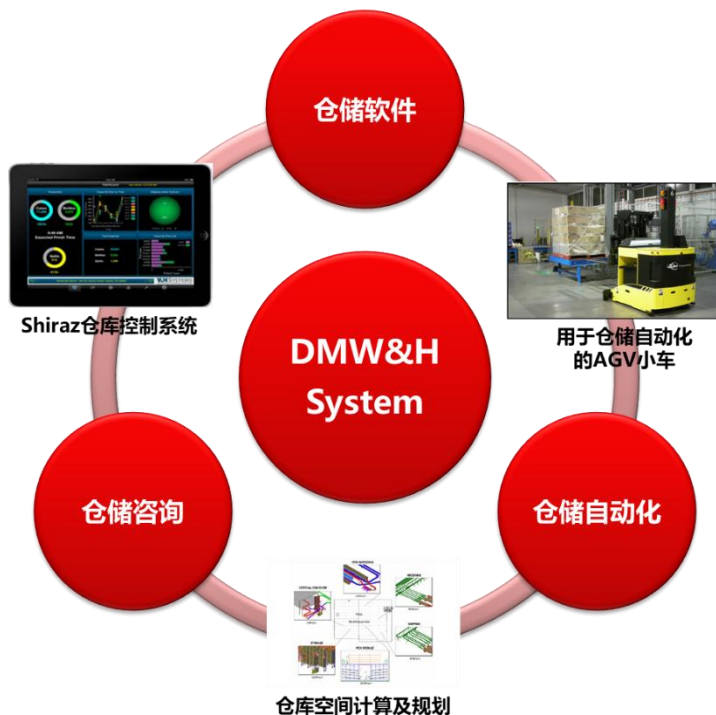 仓储软件
Shiraz仓库控制系统
用于仓储自动化
的AGV小车
DMW&H
System
仓储咨询
仓储自动化
仓库空间计算及规划